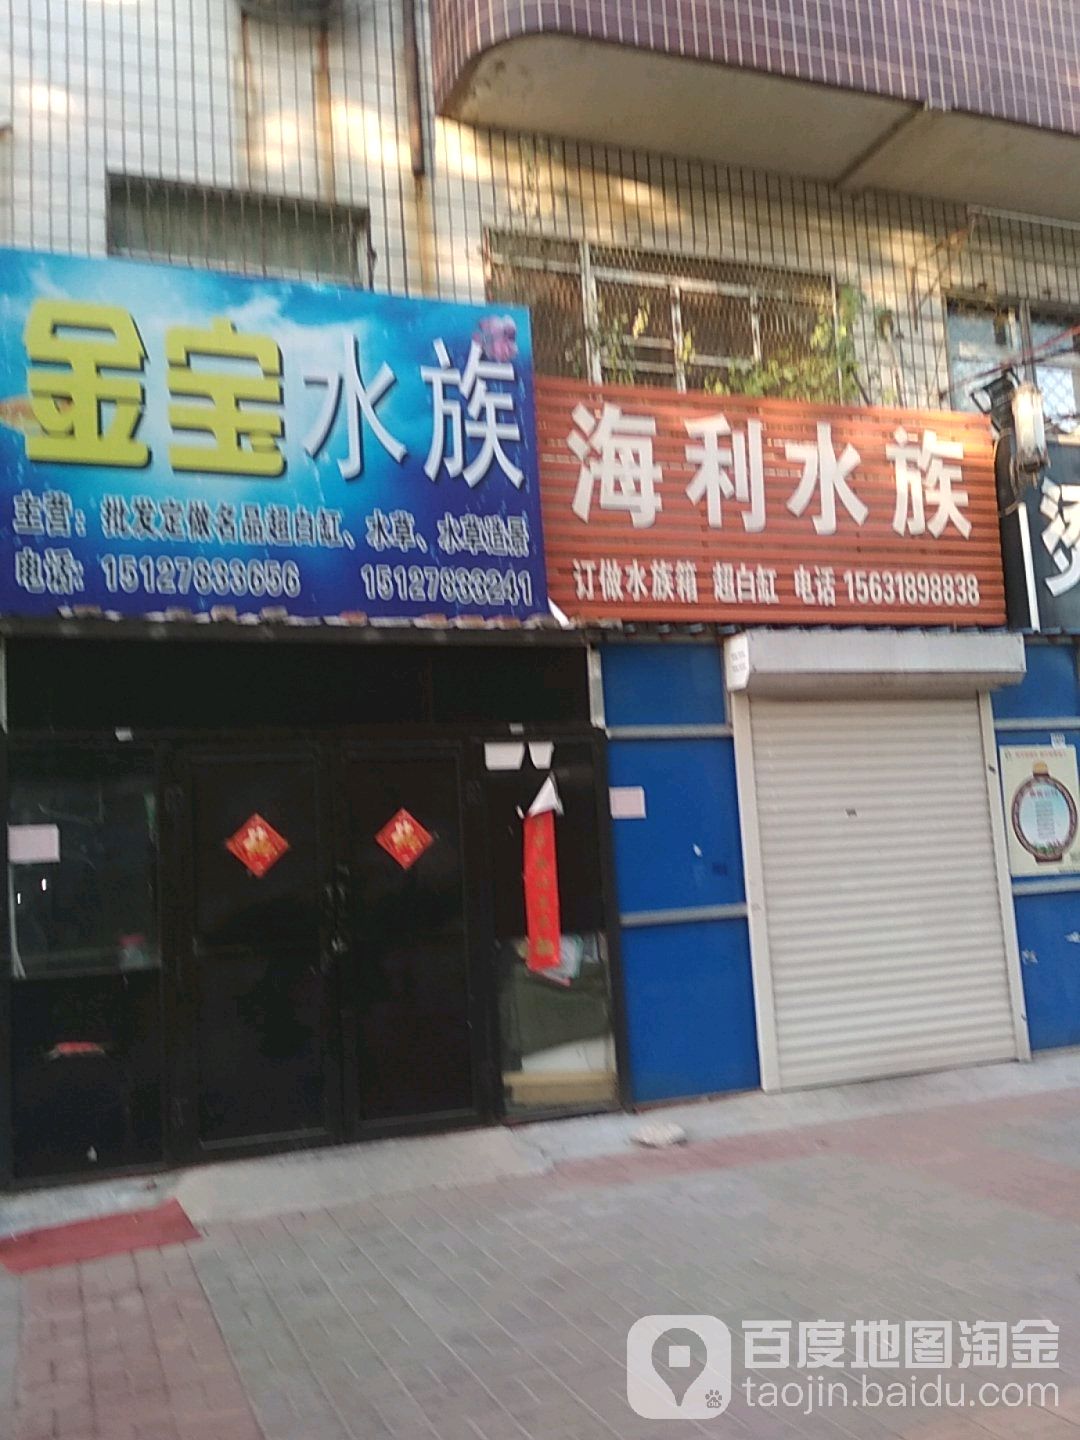 金宝水族
主营：批发定做名品超白缸、水草、水草造景
电话：15127833656 15127833241
海利水族
订做水族箱 超白缸 电话 15631898838
百度地图淘金
taojin.baidu.com